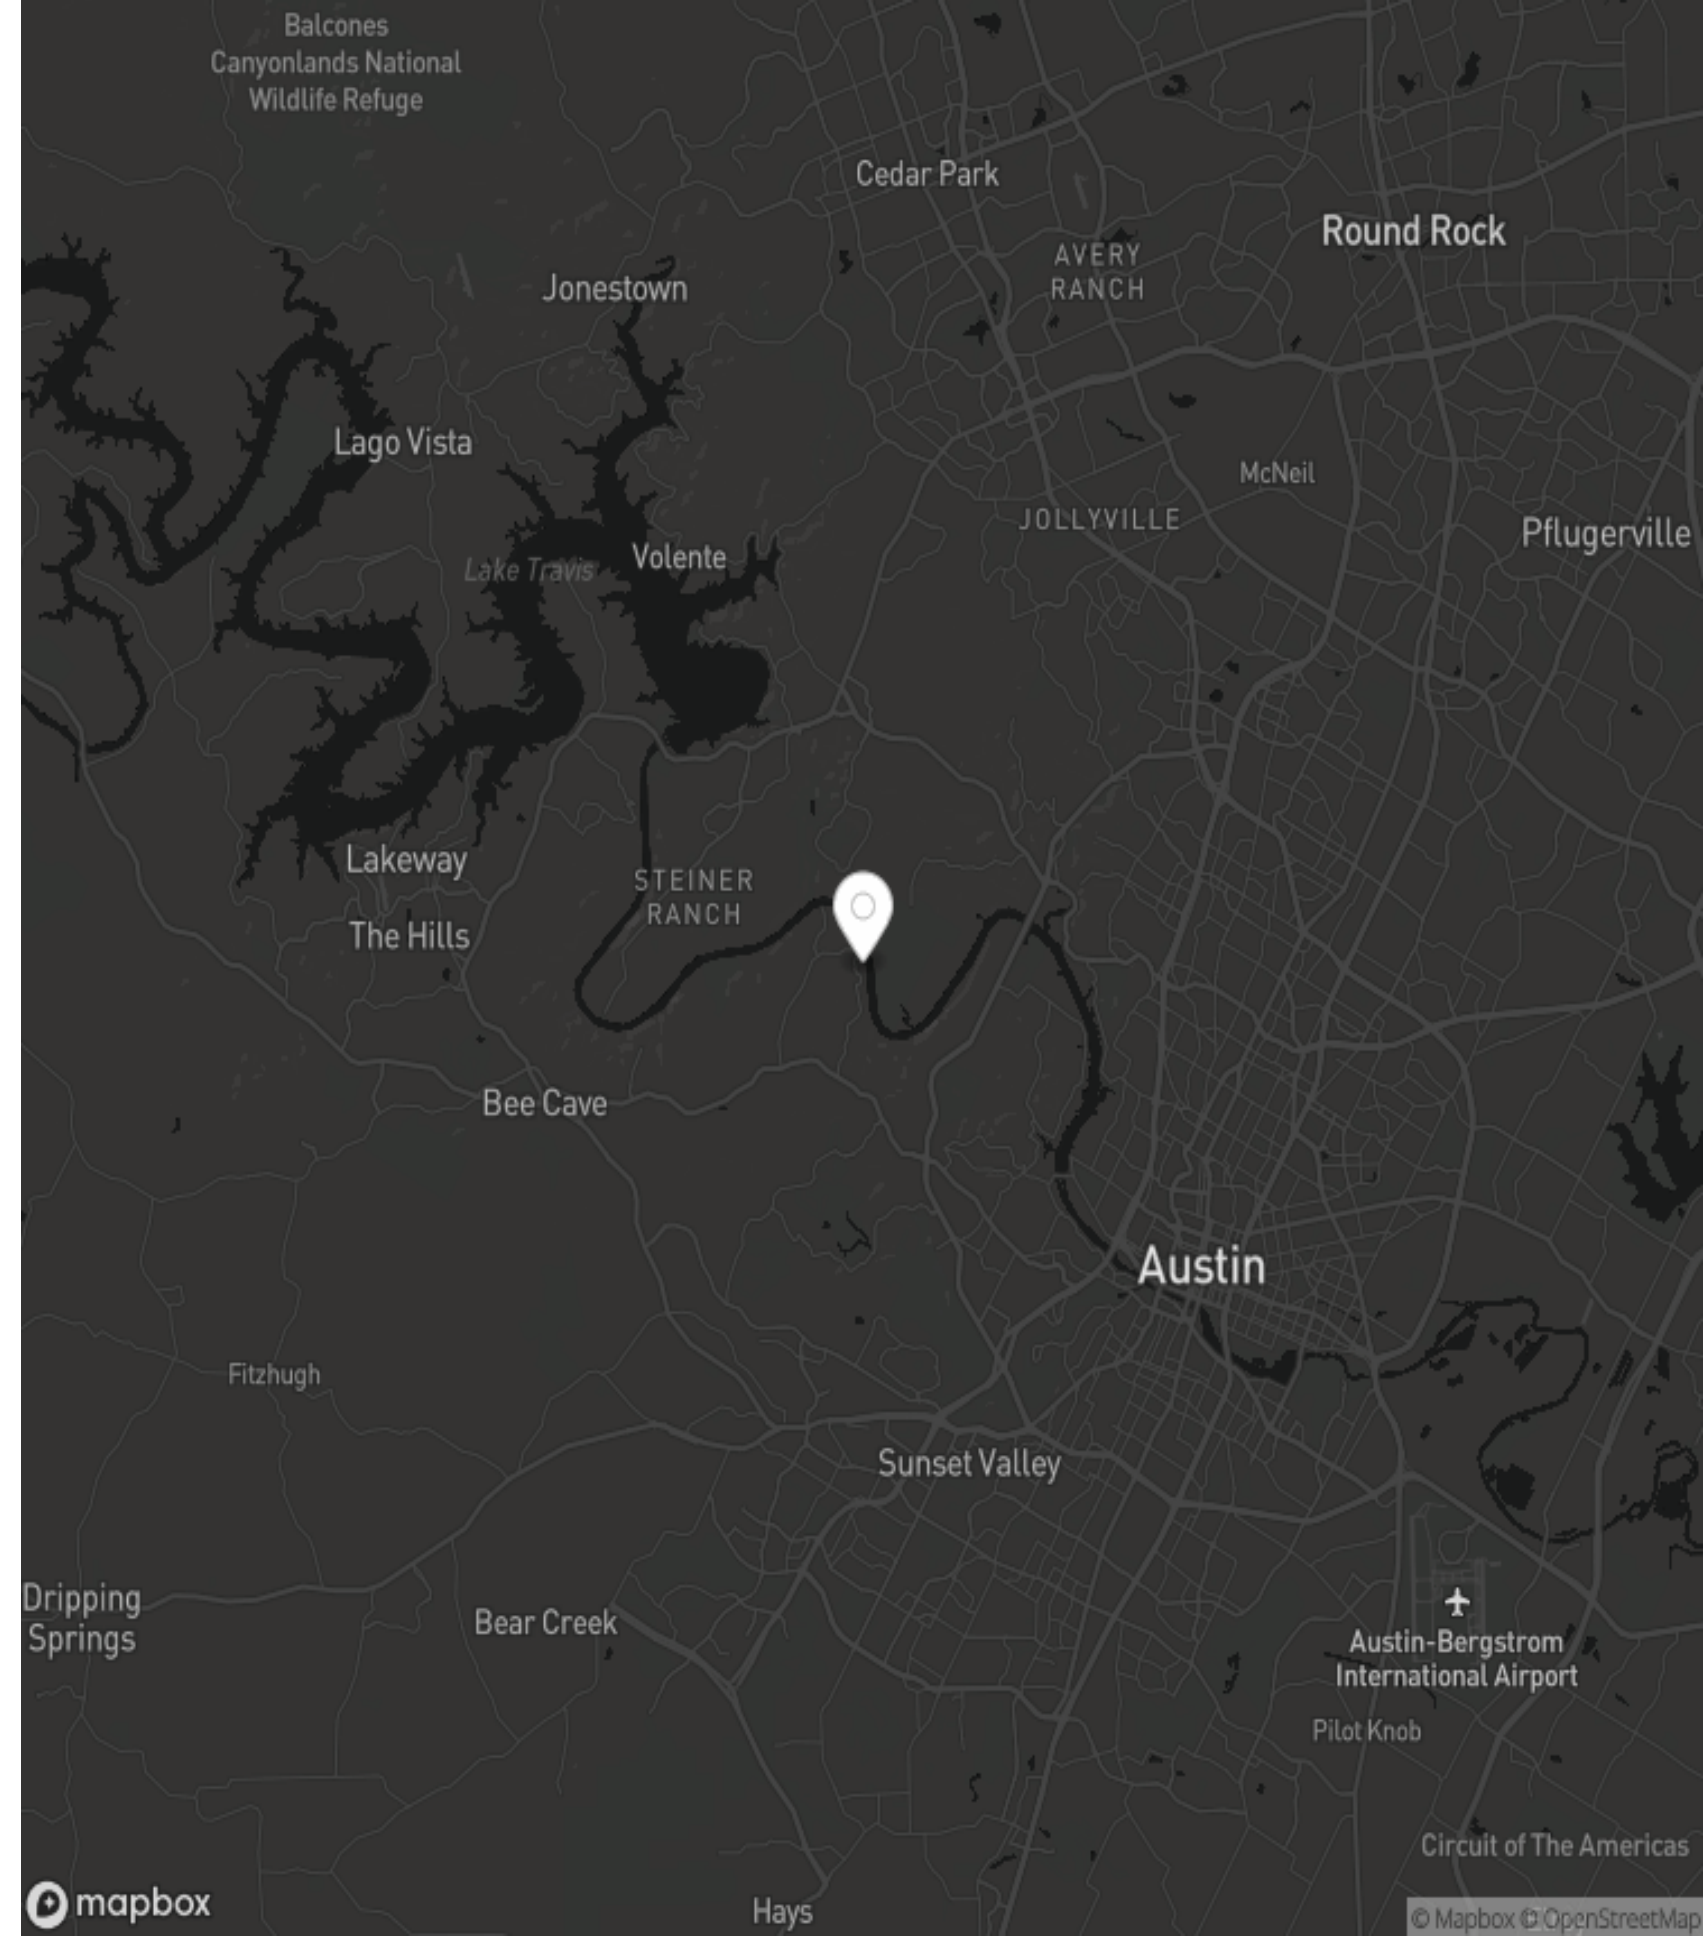 Balcones
Canyonlands National
Wildlife Refuge
Cedar Park
Round Rock
AVERY
RANCH
Jonestown
Lago Vista
McNeil
JOLLYVILLE
Pflugerville
Volente
Lake Travis
Lakeway
STEINER
RANCH
The Hills
Bee Cave
Austin
Fitzhugh
Sunset Valley
Dripping
Springs
Bear Creek
Austin-Bergstrom
International Airport
Pilot Knob
Circuit of The Americas
mapbox
Hays
© Mapbox © OpenStreetMap